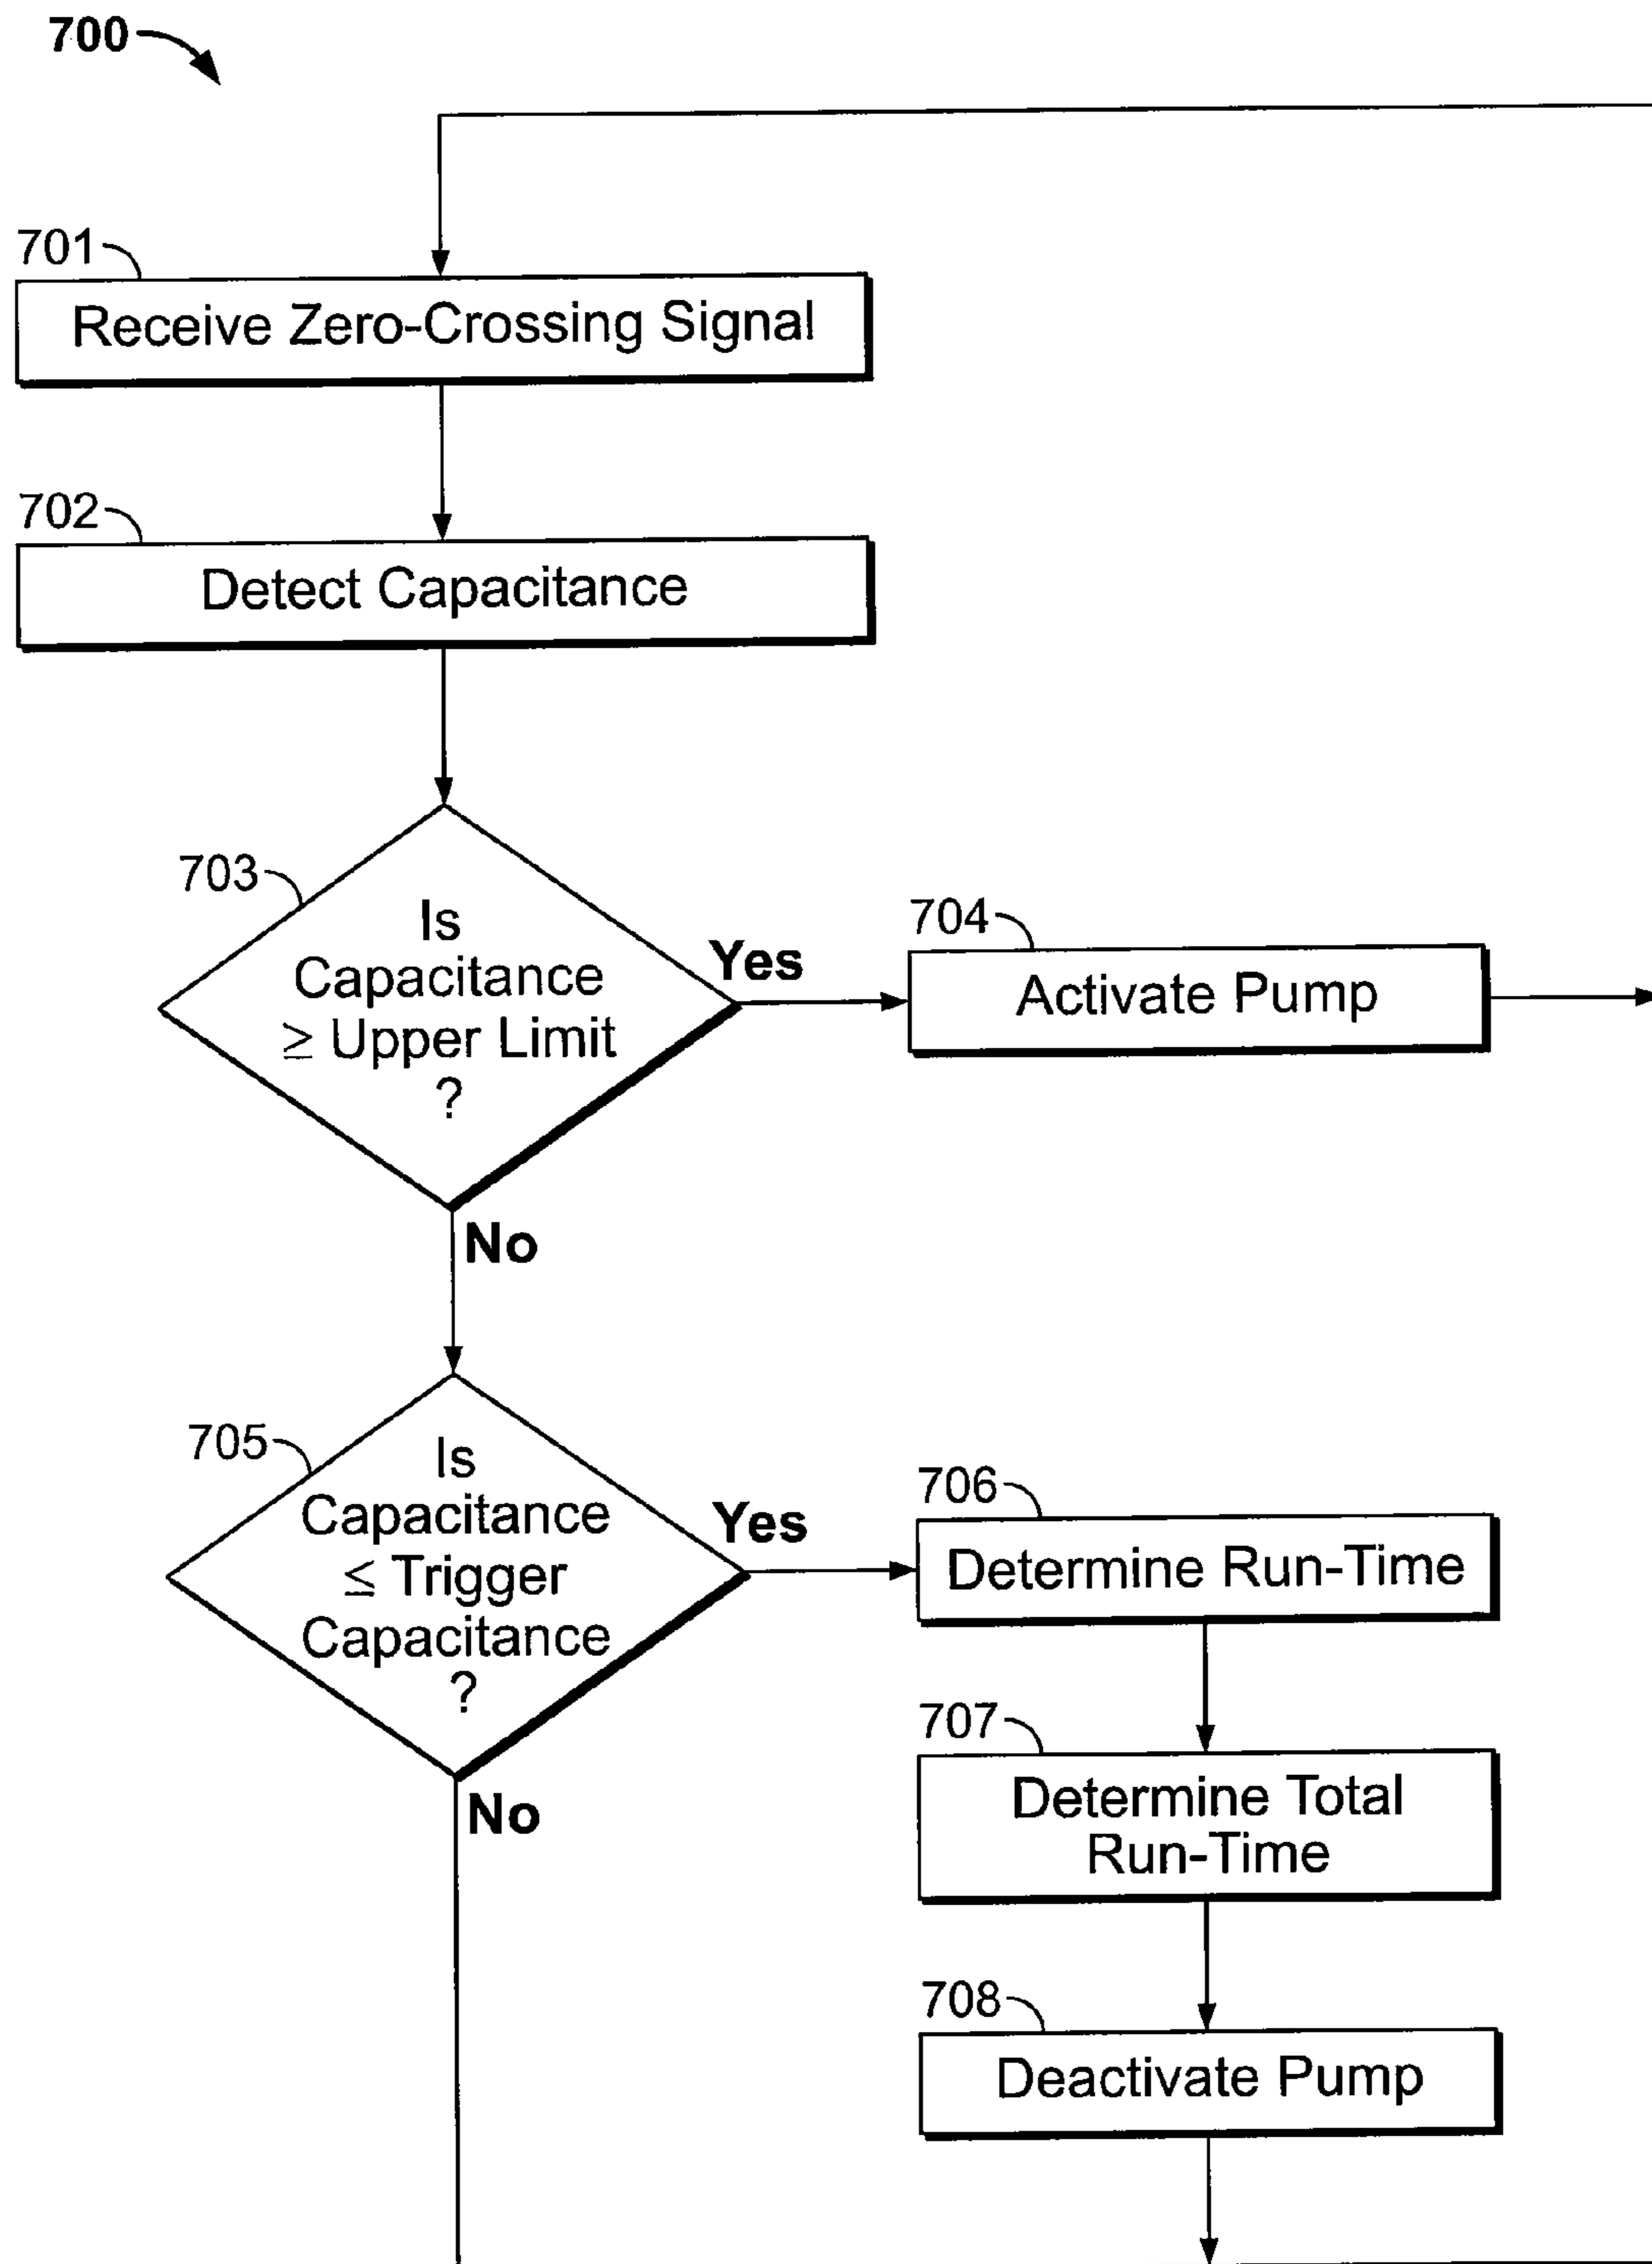 700
701
Receive Zero-Crossing Signal
702
Detect Capacitance
703
Is
Capacitance
≥ Upper Limit
?
Yes
704
Activate Pump
No
705
Is
Capacitance
≤ Trigger
Capacitance
?
Yes
706
Determine Run-Time
707
Determine Total
Run-Time
No
708
Deactivate Pump